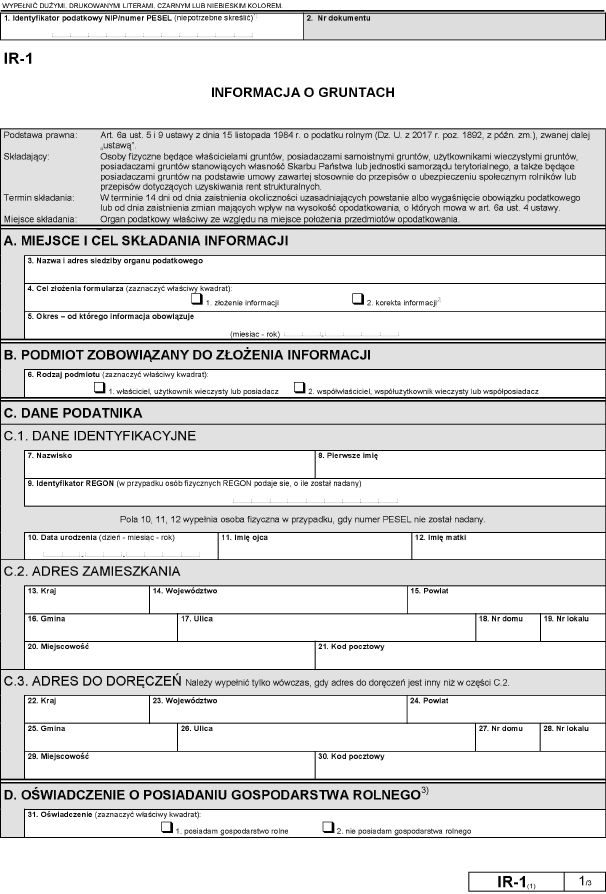 WYPEŁNIĆ DUŻYMI, DRUKOWANYMI LITERAMI, CZARNYM LUB NIEBIESKIM KOLOREM.
1. Identyfikator podatkowy NIP/numer PESEL (niepotrzebne skreślić)
2. Nr dokumentu
IR-1
INFORMACJA O GRUNTACH
Podstawa prawna: Art. 6a ust. 5 i 9 ustawy z dnia 15 listopada 1984 r. o podatku rolnym (Dz. U. z 2017 r. poz. 1892, z późn. zm.), zwanej dalej
„ustawą”.
Składający: Osoby fizyczne będące właścicielami gruntów, posiadaczami samoistnymi gruntów, użytkownikami wieczystymi gruntów,
posiadaczami gruntów stanowiących własność Skarbu Państwa lub jednostki samorządu terytorialnego, a także będące
posiadaczami gruntów na podstawie umowy zawartej stosownie do przepisów o ubezpieczeniu społecznym rolników lub
przepisów dotyczących uzyskiwania rent strukturalnych.
Termin składania: W terminie 14 dni od dnia zaistnienia okoliczności uzasadniających powstanie albo wygaśnięcie obowiązku podatkowego
lub od dnia zaistnienia zmian mających wpływ na wysokość opodatkowania, o których mowa w art. 6a ust. 4 ustawy.
Miejsce składania: Organ podatkowy właściwy ze względu na miejsce położenia przedmiotów opodatkowania.
A. MIEJSCE I CEL SKŁADANIA INFORMACJI
3. Nazwa i adres siedziby organu podatkowego
4. Cel złożenia formularza (zaznaczyć właściwy kwadrat):
1. złożenie informacji 2. korekta informacji
5. Okres – od którego informacja obowiązuje
(miesiąc - rok)
B. PODMIOT ZOBOWIĄZANY DO ZŁOŻENIA INFORMACJI
6. Rodzaj podmiotu (zaznaczyć właściwy kwadrat):
1. właściciel, użytkownik wieczysty lub posiadacz 2. współwłaściciel, współużytkownik wieczysty lub współposiadacz
C. DANE PODATNIKA
C.1. DANE IDENTYFIKACYJNE
7. Nazwisko 8. Pierwsze imię
9. Identyfikator REGON (w przypadku osób fizycznych REGON podaje sie, o ile został nadany)
Pola 10, 11, 12 wypełnia osoba fizyczna w przypadku, gdy numer PESEL nie został nadany.
10. Data urodzenia (dzień - miesiąc - rok) 11. Imię ojca 12. Imię matki
C.2. ADRES ZAMIESZKANIA
13. Kraj 14. Województwo 15. Powiat
16. Gmina 17. Ulica 18. Nr domu 19. Nr lokalu
20. Miejscowość 21. Kod pocztowy
C.3. ADRES DO DORĘCZEŃ Należy wypełnić tylko wówczas, gdy adres do doręczeń jest inny niż w części C.2.
22. Kraj 23. Województwo 24. Powiat
25. Gmina 26. Ulica 27. Nr domu 28. Nr lokalu
29. Miejscowość 30. Kod pocztowy
D. OŚWIADCZENIE O POSIADANIU GOSPODARSTWA ROLNEGO3)
31. Oświadczenie (zaznaczyć właściwy kwadrat):
1. posiadam gospodarstwo rolne 2. nie posiadam gospodarstwa rolnego
IR-1(1) 1/3